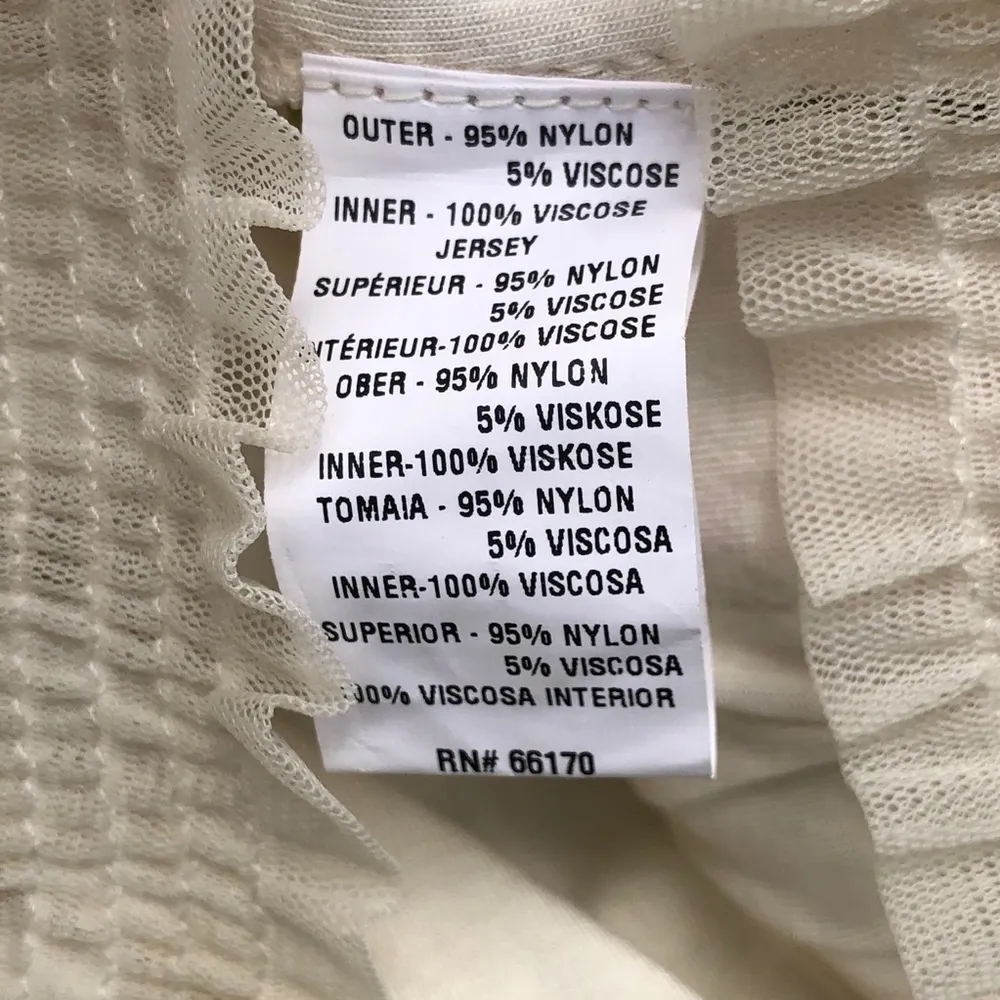 OUTER - 95% NYLON
5% VISCOSE
INNER - 100% VISCOSE
JERSEY
SUPÉRIEUR - 95% NYLON
5% VISCOSE
NTÉRIEUR-100% VISCOSE
OBER - 95% NYLON
5% VISKOSE
INNER-100% VISKOSE
TOMAIA - 95% NYLON
5% VISCOSA
INNER-100% VISCOSA
SUPERIOR - 95% NYLON
5% VISCOSA
00% VISCOSA INTERIOR
RN# 66170